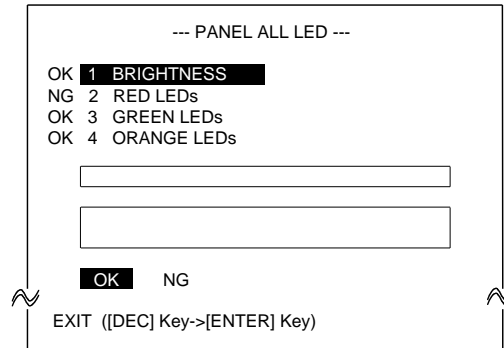 --- PANEL ALL LED ---
OK 1 BRIGHTNESS
NG 2 RED LEDs
OK 3 GREEN LEDs
OK 4 ORANGE LEDs
OK NG
EXIT ([DEC] Key->[ENTER] Key)